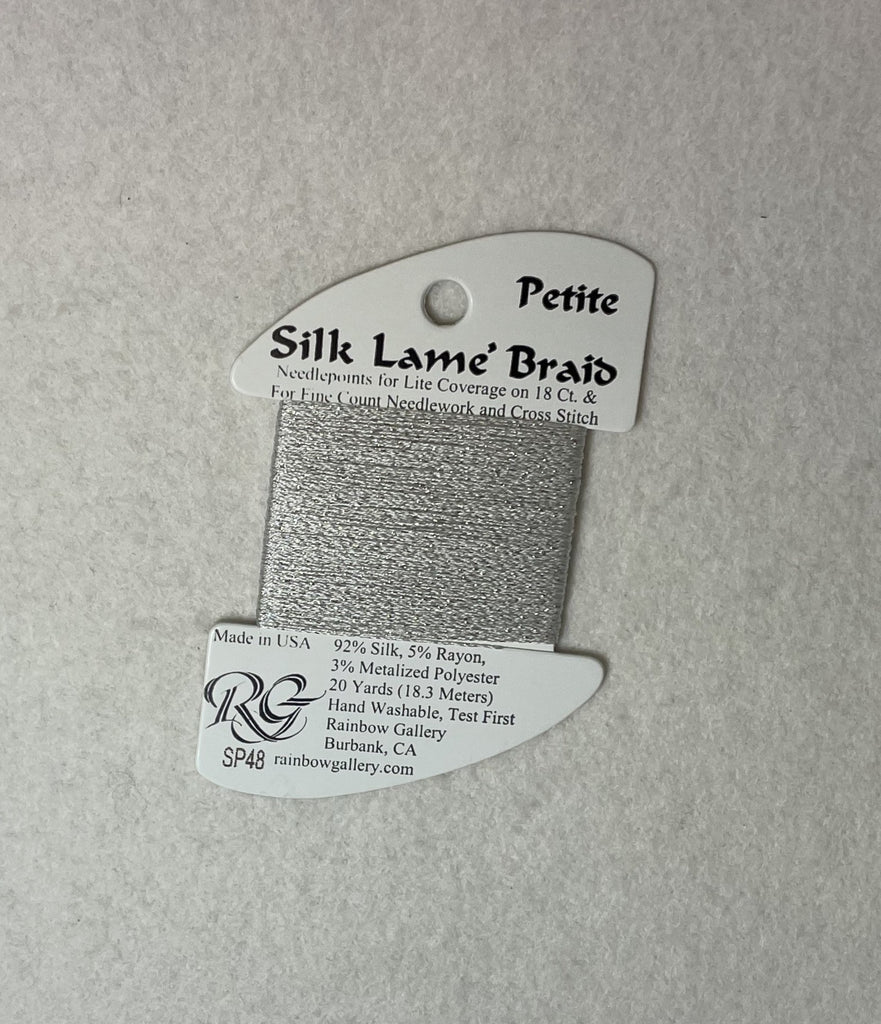 Petite
Silk Lame' Braid
Needlepoints for Lite Coverage on 18 Ct. &
For Fine Count Needlework and Cross Stitch
Made in USA
92% Silk, 5% Rayon,
3% Metalized Polyester
20 Yards (18.3 Meters)
Hand Washable, Test First
Rainbow Gallery
Burbank, CA
RG
SP48 rainbowgallery.com